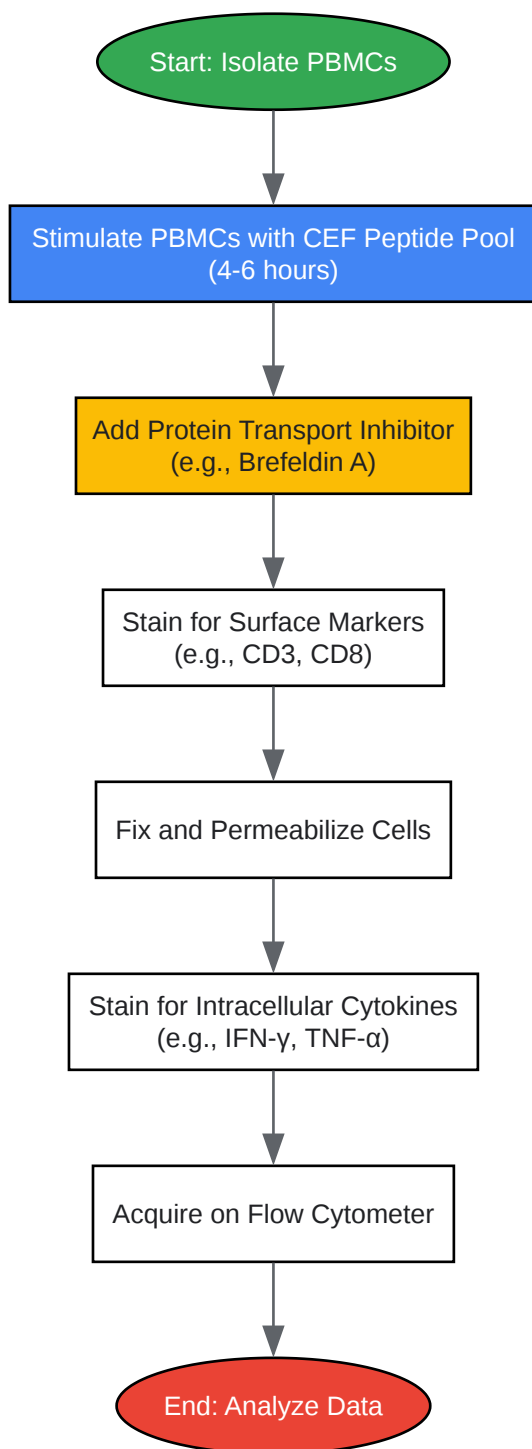 Start: Isolate PBMCs
Stimulate PBMCs with CEF Peptide Pool
(4-6 hours)
Add Protein Transport Inhibitor
(e.g., Brefeldin A)
Stain for Surface Markers
(e.g., CD3, CD8)
Fix and Permeabilize Cells
Stain for Intracellular Cytokines
(e.g., IFN-γ, TNF-α)
Acquire on Flow Cytometer
End: Analyze Data